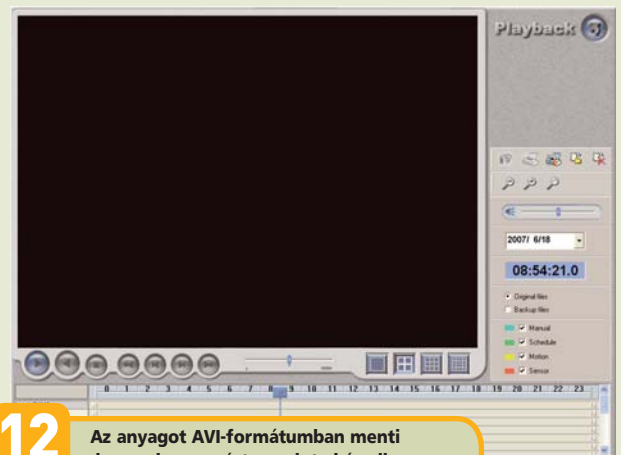 Playback
2007/ 6/18
08:54:21.0
Original files
Backup files
Manual
Schedule
Motion
Sensor
0 1 2 3 4 5 6 7 8 9 10 11 12 13 14 15 16 17 18 19 20 21 22 23
12
Az anyagot AVI-formátumban menti